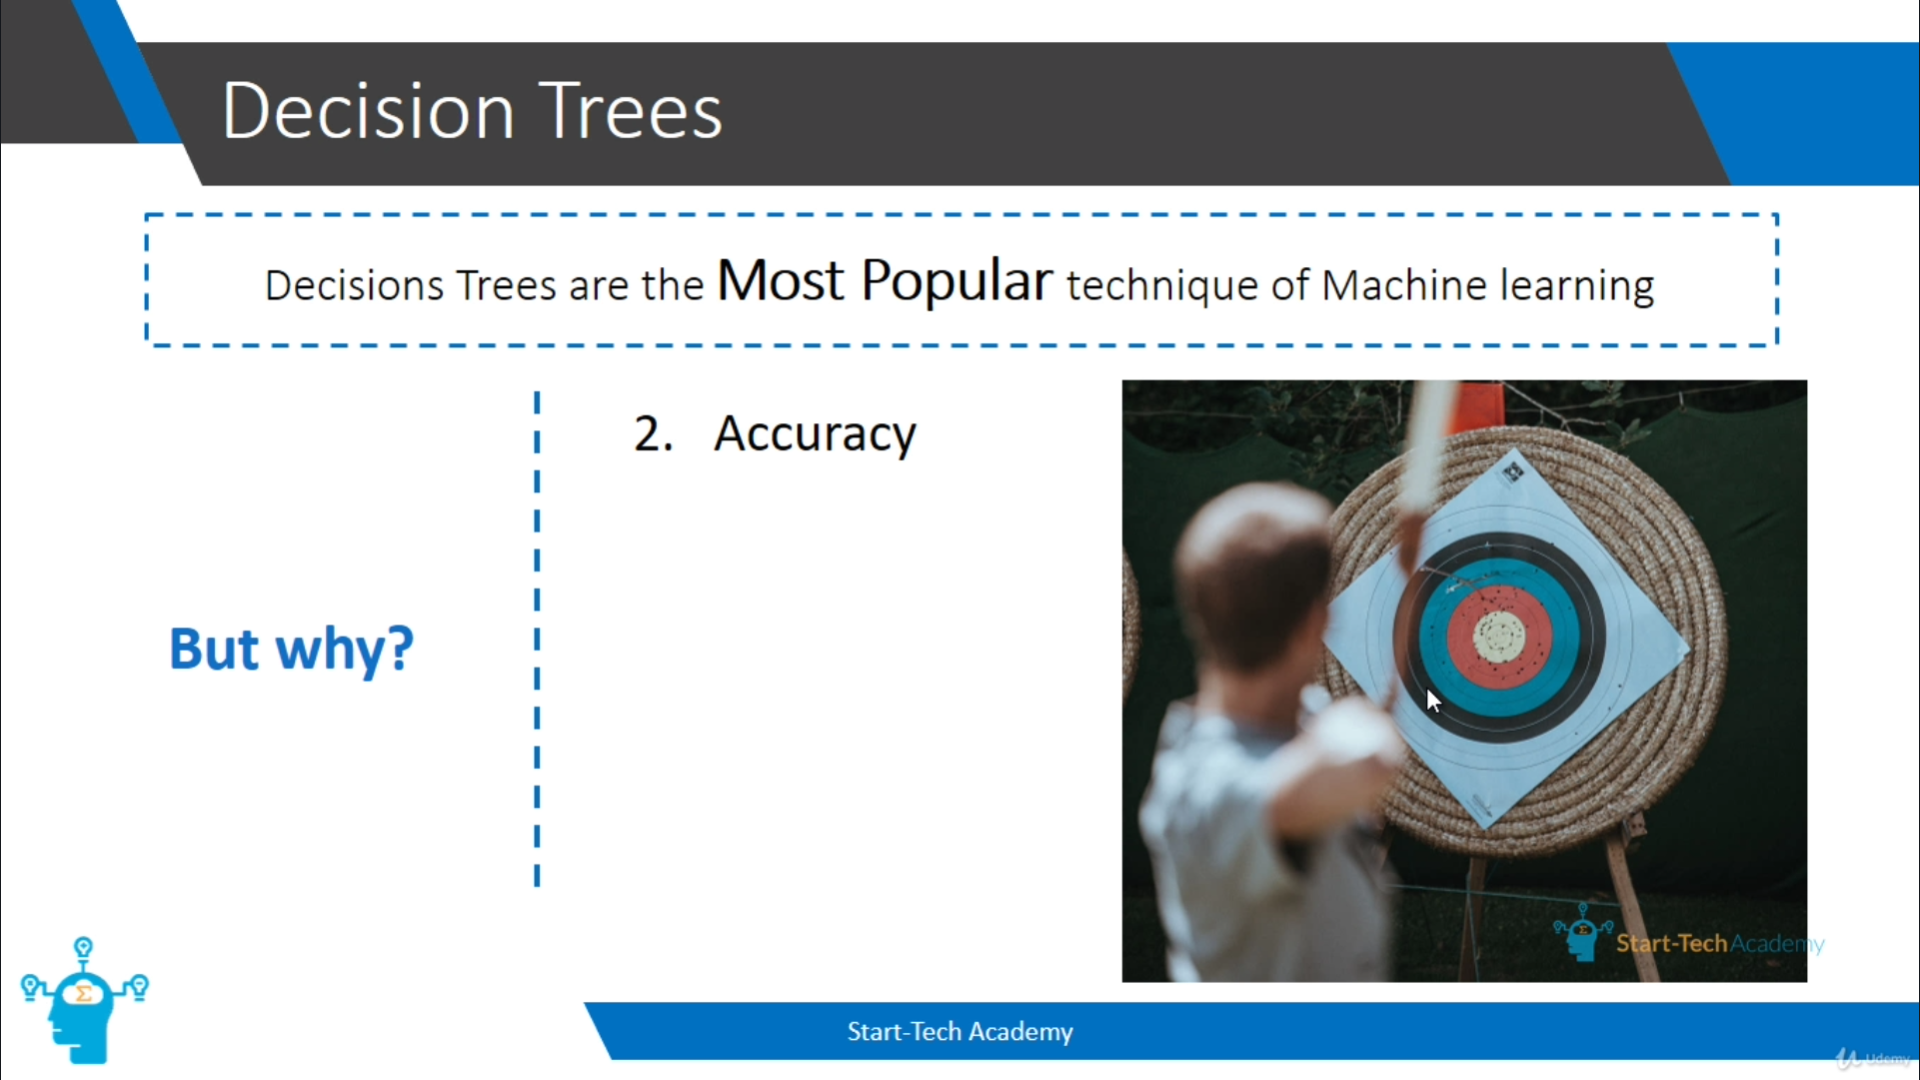 Decision Trees
Decisions Trees are the Most Popular technique of Machine learning
2. Accuracy
But why?
Σ
Start-Tech Academy
Σ
Start-Tech Academy
Udemy